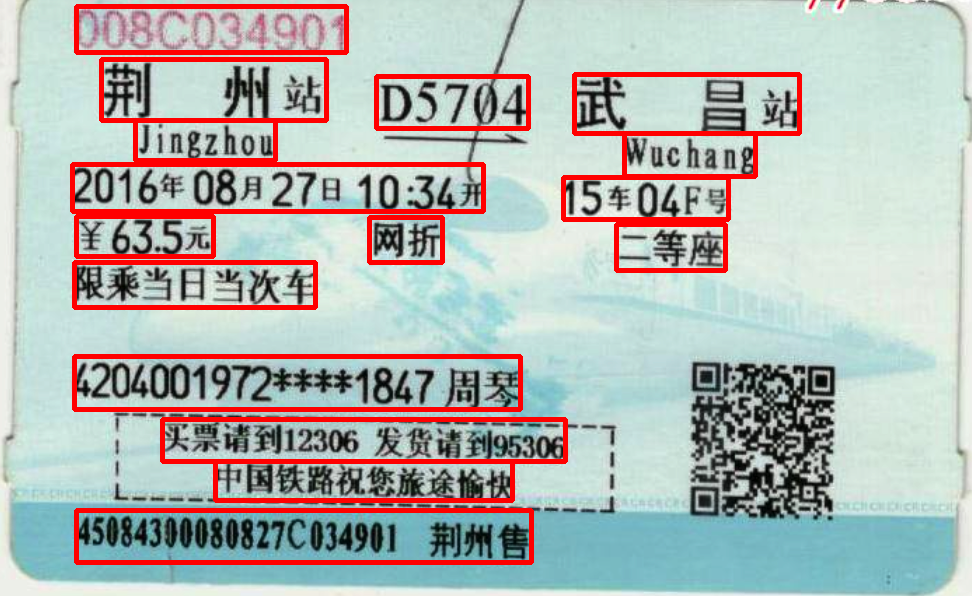 008C034901
荆州站 D5704 武昌站
Jingzhou Wuchang
2016年08月27日 10:34开 15车04F号
¥63.5元 网折 二等座
限乘当日当次车
4204001972****1847 周琴
买票请到12306 发货请到95306
中国铁路祝您旅途愉快
45084300080827C034901 荆州售